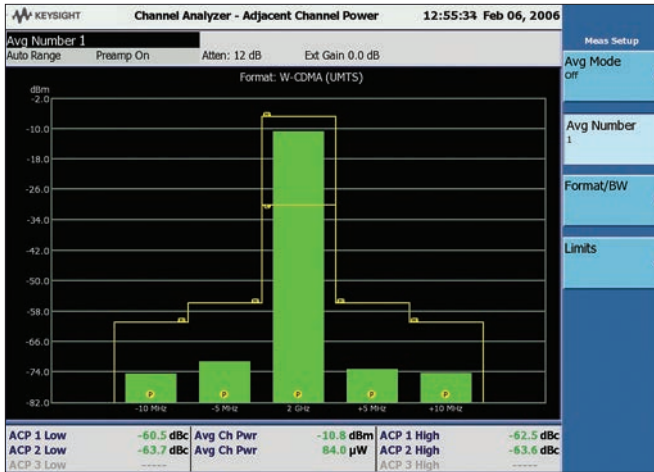 KEYSIGHT Channel Analyzer - Adjacent Channel Power 12:55:37 Feb 06, 2006
Avg Number 1
Auto Range Preamp On Atten: 12 dB Ext Gain 0.0 dB
Format: W-CDMA (UMTS)
dBm
-2.0
-10.0
-18.0
-26.0
-34.0
-42.0
-50.0
-58.0
-66.0
-74.0
-82.0
P P P P P
-10 MHz -5 MHz 2 GHz +5 MHz +10 MHz
ACP 1 Low -60.5 dBc Avg Ch Pwr -10.8 dBm ACP 1 High -62.5 dBc
ACP 2 Low -63.7 dBc Avg Ch Pwr 84.0 µW ACP 2 High -63.6 dBc
ACP 3 Low ----- ACP 3 High -----
Meas Setup
Avg Mode
Off
Avg Number
1
Format/BW
Limits